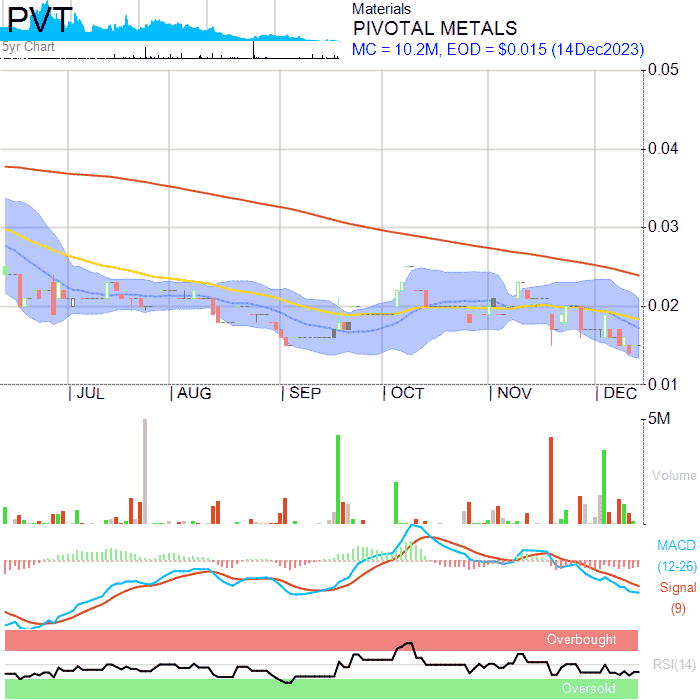 PVT
5yr Chart
Materials
PIVOTAL METALS
MC = 10.2M, EOD = $0.015 (14Dec2023)
0.05
0.04
0.03
0.02
0.01
JUL AUG SEP OCT NOV DEC
5M
Volume
MACD
(12-26)
Signal
(9)
Overbought
RSI(14)
Oversold